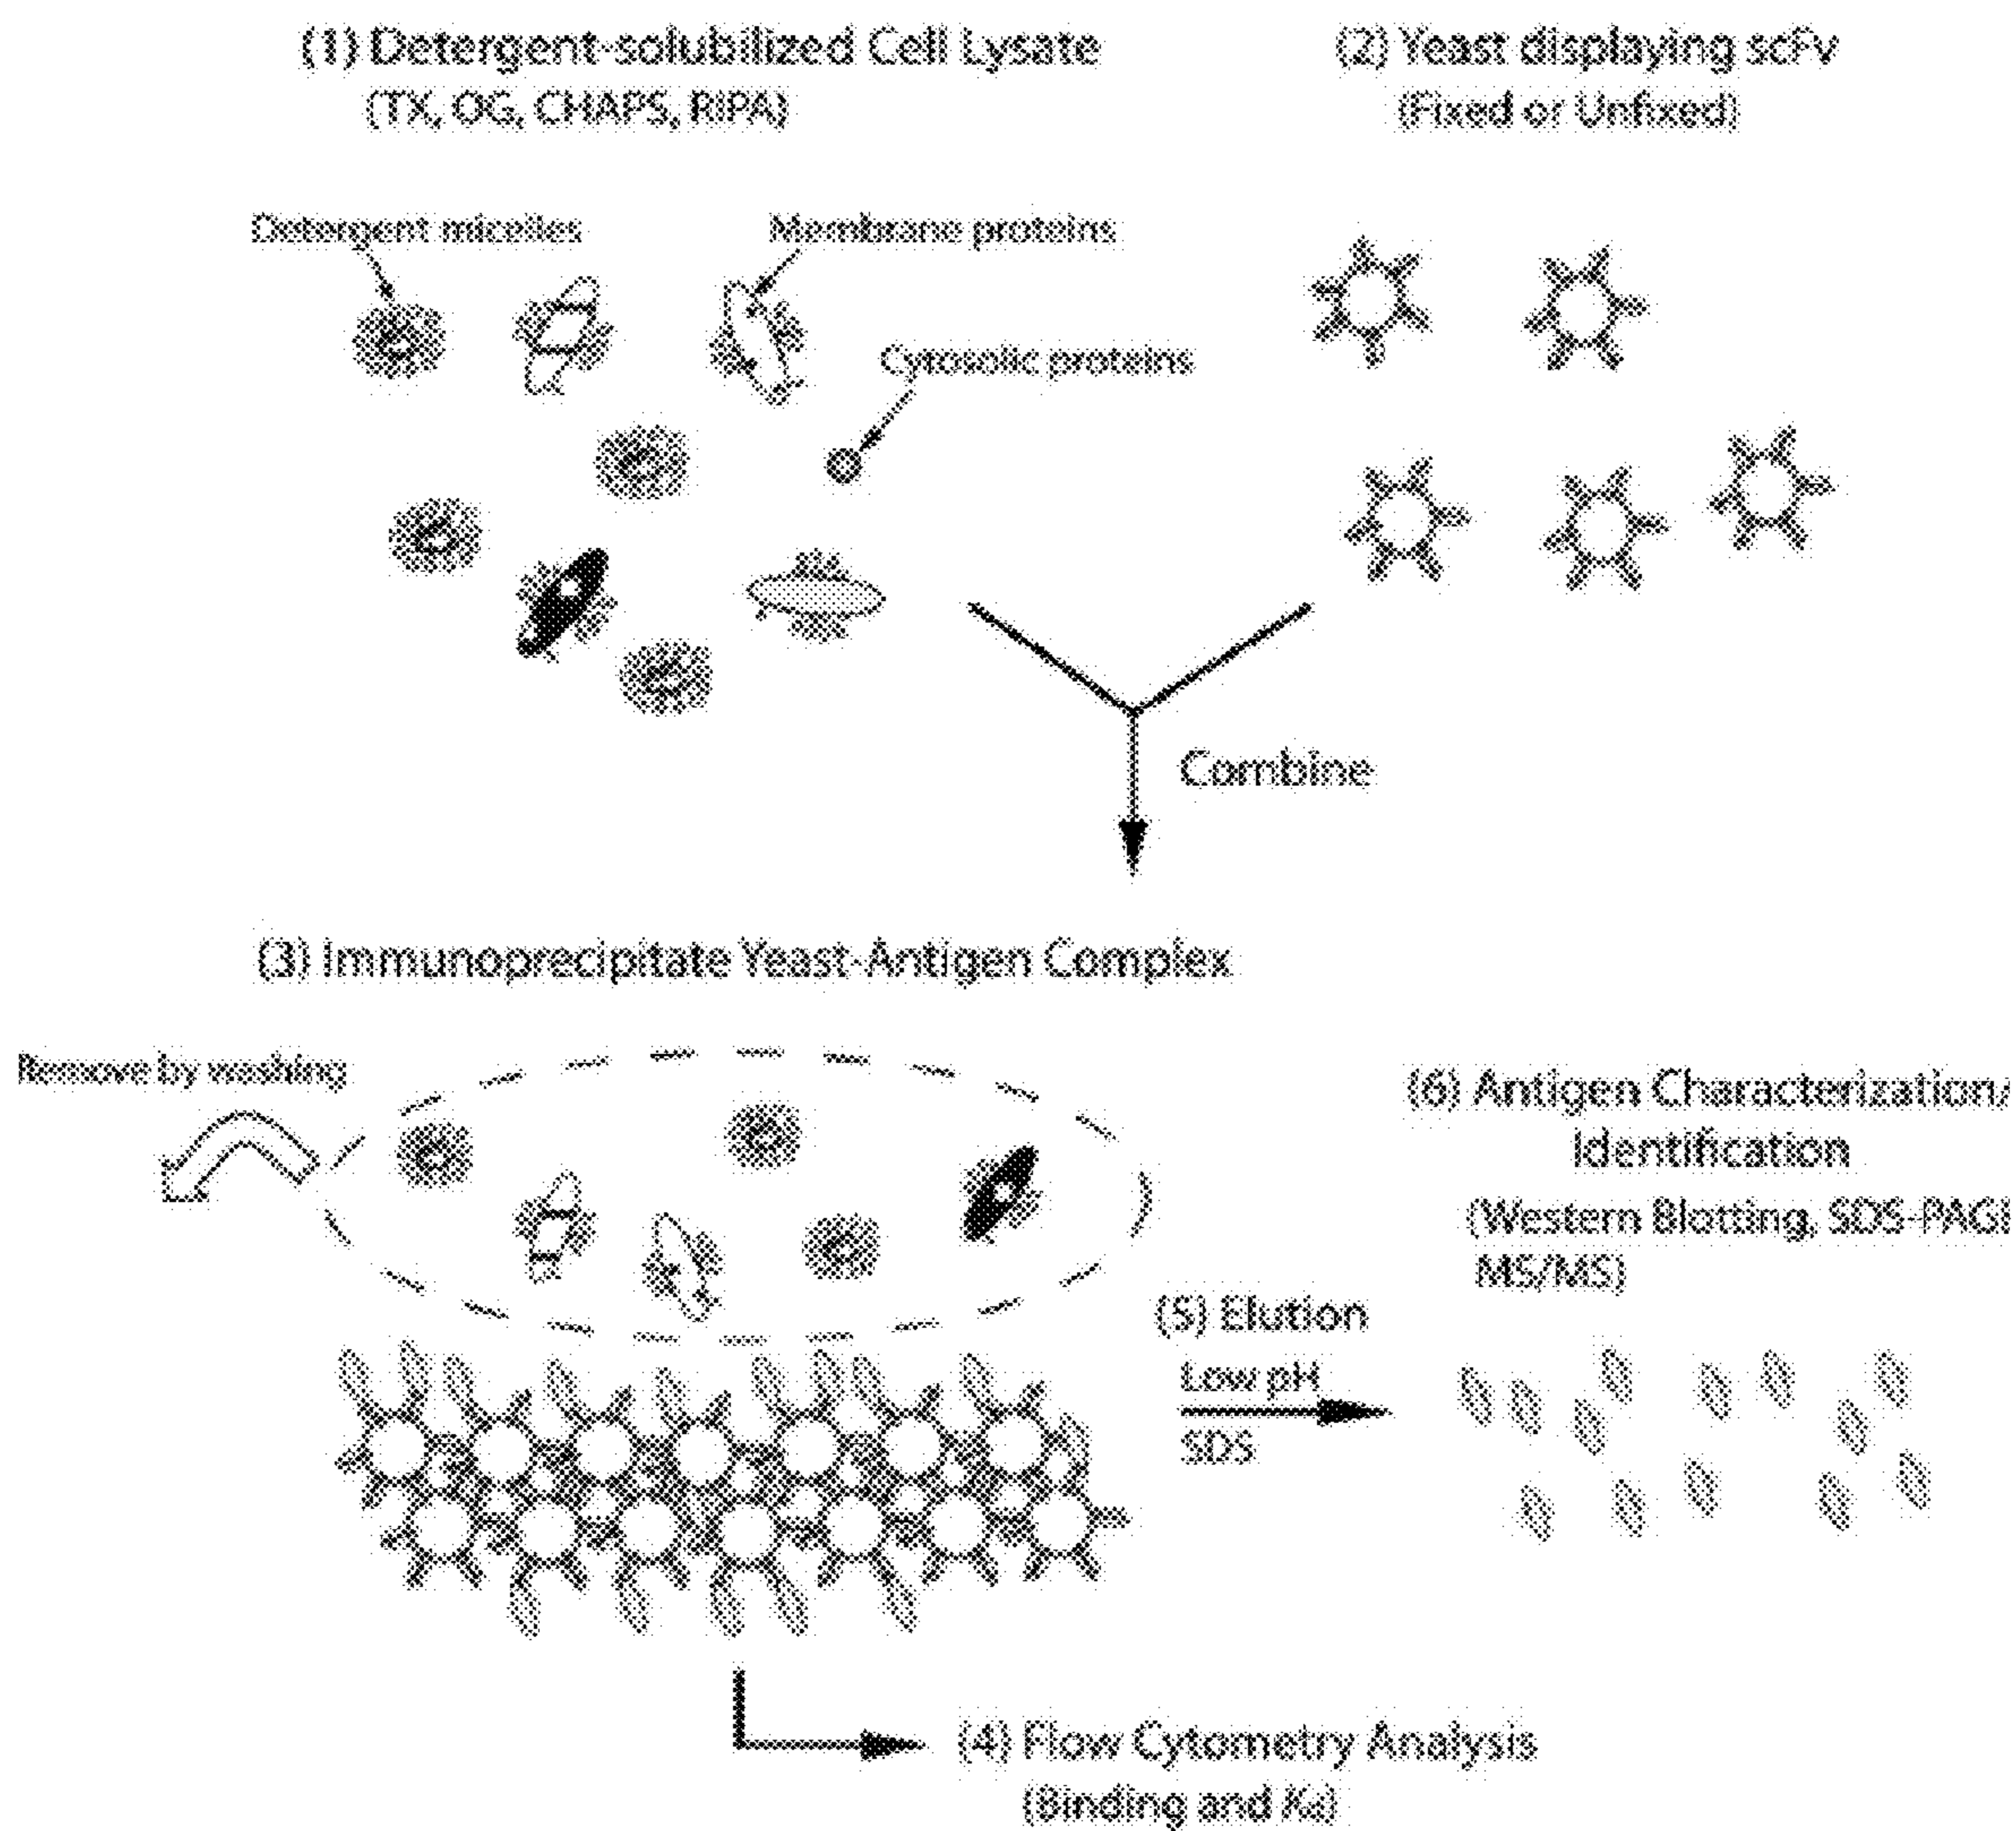 (1) Detergent-solubilized Cell Lysate
(TX, OG, CHAPS, RIPA)
(2) Yeast displaying scFv
(Fixed or Unfixed)
Detergent micelles
Membrane proteins
Cytosolic proteins
Combine
(3) Immunoprecipitate Yeast-Antigen Complex
Remove by washing
(6) Antigen Characterization/
Identification
(Western Blotting, SDS-PAGE
MS/MS)
(5) Elution
Low pH
SDS
(4) Flow Cytometry Analysis
(Binding and Kd)